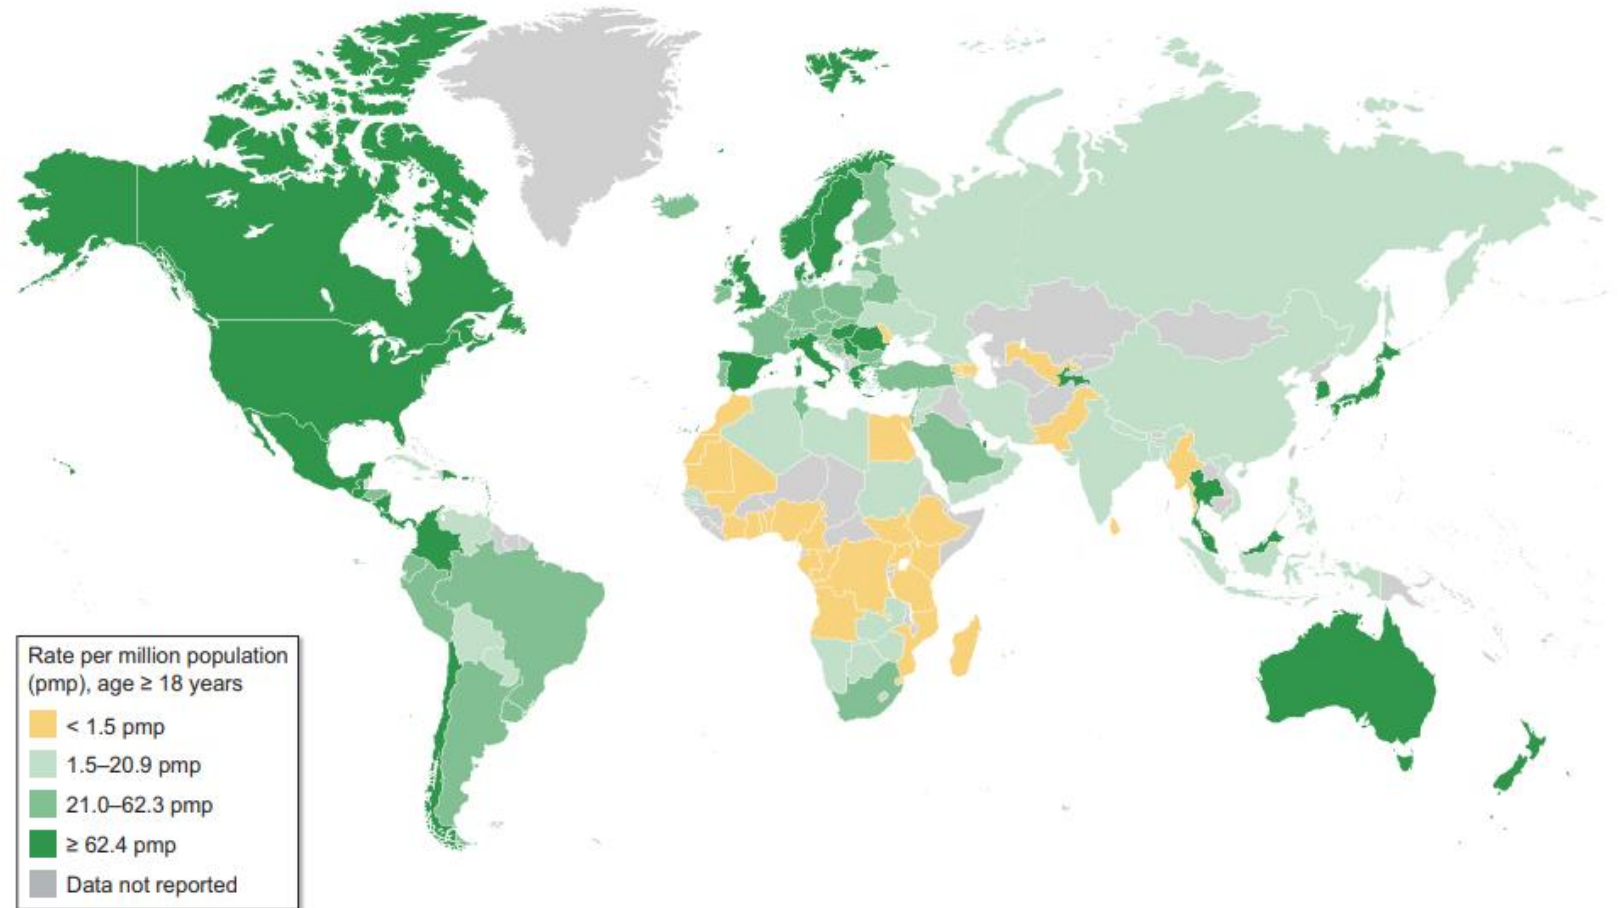 Rate per million population
(pmp), age ≥ 18 years
< 1.5 pmp
1.5–20.9 pmp
21.0–62.3 pmp
≥ 62.4 pmp
Data not reported